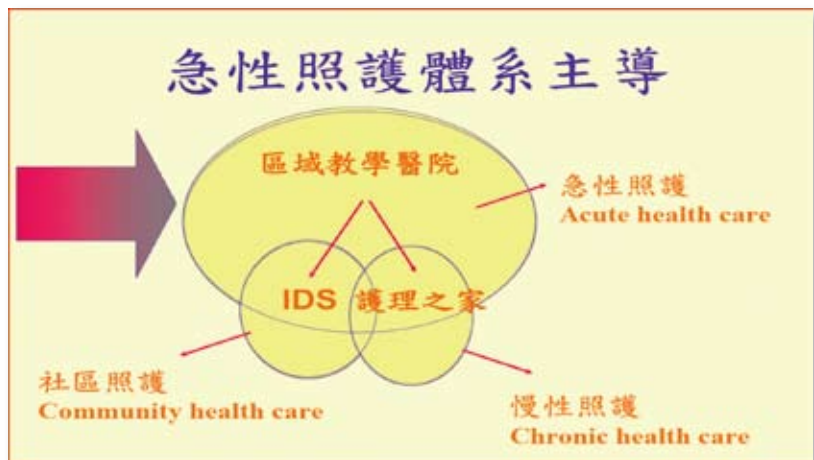 急性照護體系主導
區域教學醫院
急性照護
Acute health care
IDS 護理之家
社區照護
Community health care
慢性照護
Chronic health care